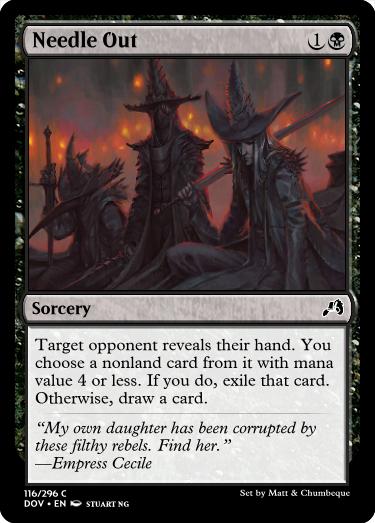 Needle Out 1
Sorcery
Target opponent reveals their hand. You
choose a nonland card from it with mana
value 4 or less. If you do, exile that card.
Otherwise, draw a card.
“My own daughter has been corrupted by
these filthy rebels. Find her.”
—Empress Cecile
116/296 C
DOV • EN STUART NG
Set by Matt & Chumbeque